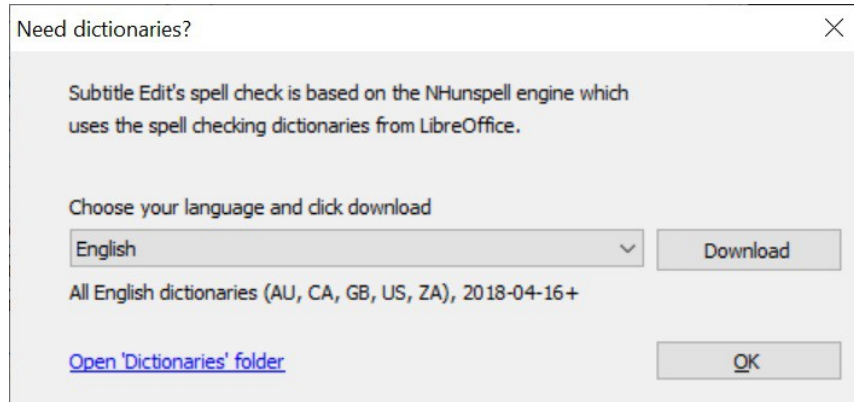 Need dictionaries?
Subtitle Edit's spell check is based on the NHunspell engine which
uses the spell checking dictionaries from LibreOffice.
Choose your language and click download
English
Download
All English dictionaries (AU, CA, GB, US, ZA), 2018-04-16+
Open 'Dictionaries' folder
OK